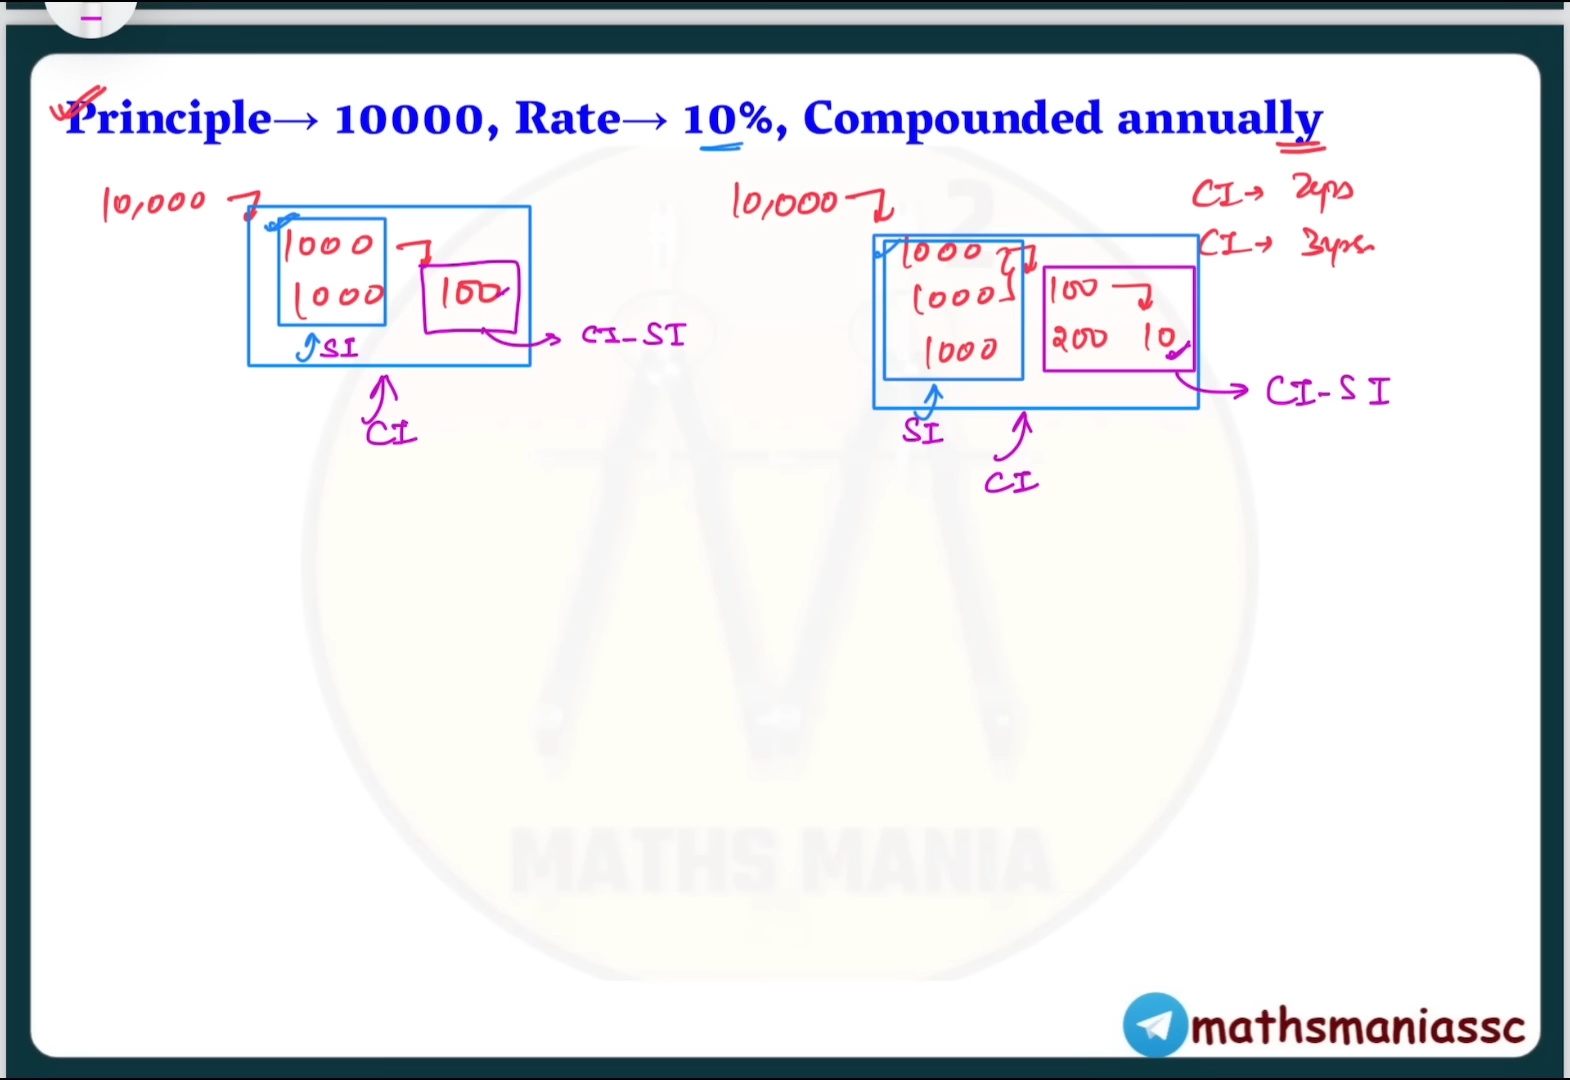 Principle→ 10000, Rate→ 10%, Compounded annually
10,000
1000
1000
100
SI
CI-SI
CI
10,000
1000
1000
1000
100
200 10
SI
CI
CI-SI
CI→ 2yrs
CI→ 3yrs
2
MATHS MANIA
mathsmaniassc